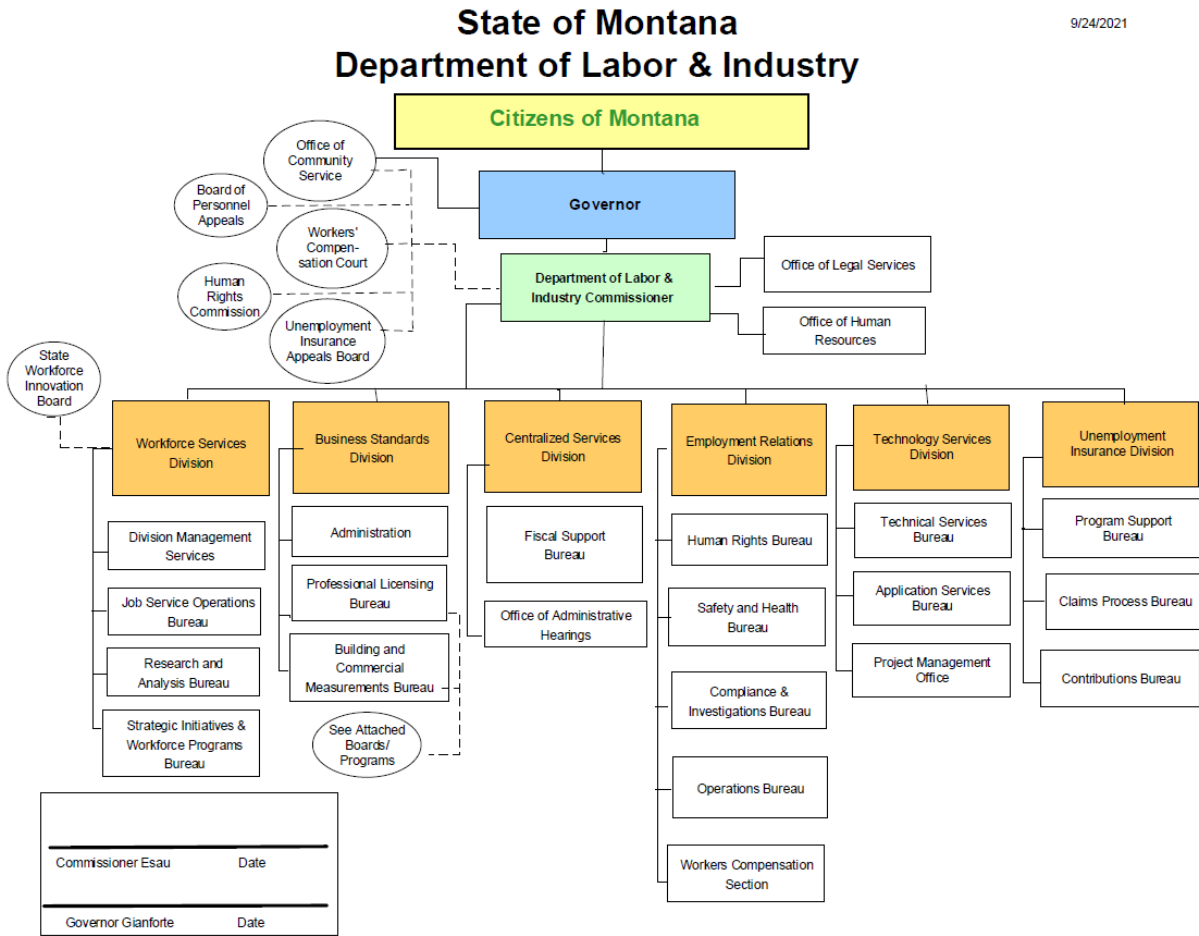 State of Montana
9/24/2021
Department of Labor & Industry
Citizens of Montana
Office of
Community
Service
Board of
Personnel
Appeals
Governor
Workers'
Compen-
sation Court
Department of Labor &
Industry Commissioner
Office of Legal Services
Human
Rights
Commission
Office of Human
Resources
Unemployment
Insurance
Appeals Board
State
Workforce
Innovation
Board
Workforce Services
Division
Business Standards
Division
Centralized Services
Division
Employment Relations
Division
Technology Services
Division
Unemployment
Insurance Division
Division Management
Services
Job Service Operations
Bureau
Research and
Analysis Bureau
Strategic Initiatives &
Workforce Programs
Bureau
Administration
Professional Licensing
Bureau
Building and
Commercial
Measurements Bureau
See Attached
Boards/
Programs
Fiscal Support
Bureau
Office of Administrative
Hearings
Human Rights Bureau
Safety and Health
Bureau
Compliance &
Investigations Bureau
Operations Bureau
Workers Compensation
Section
Technical Services
Bureau
Application Services
Bureau
Project Management
Office
Program Support
Bureau
Claims Process Bureau
Contributions Bureau
Commissioner Esau Date
Governor Gianforte Date